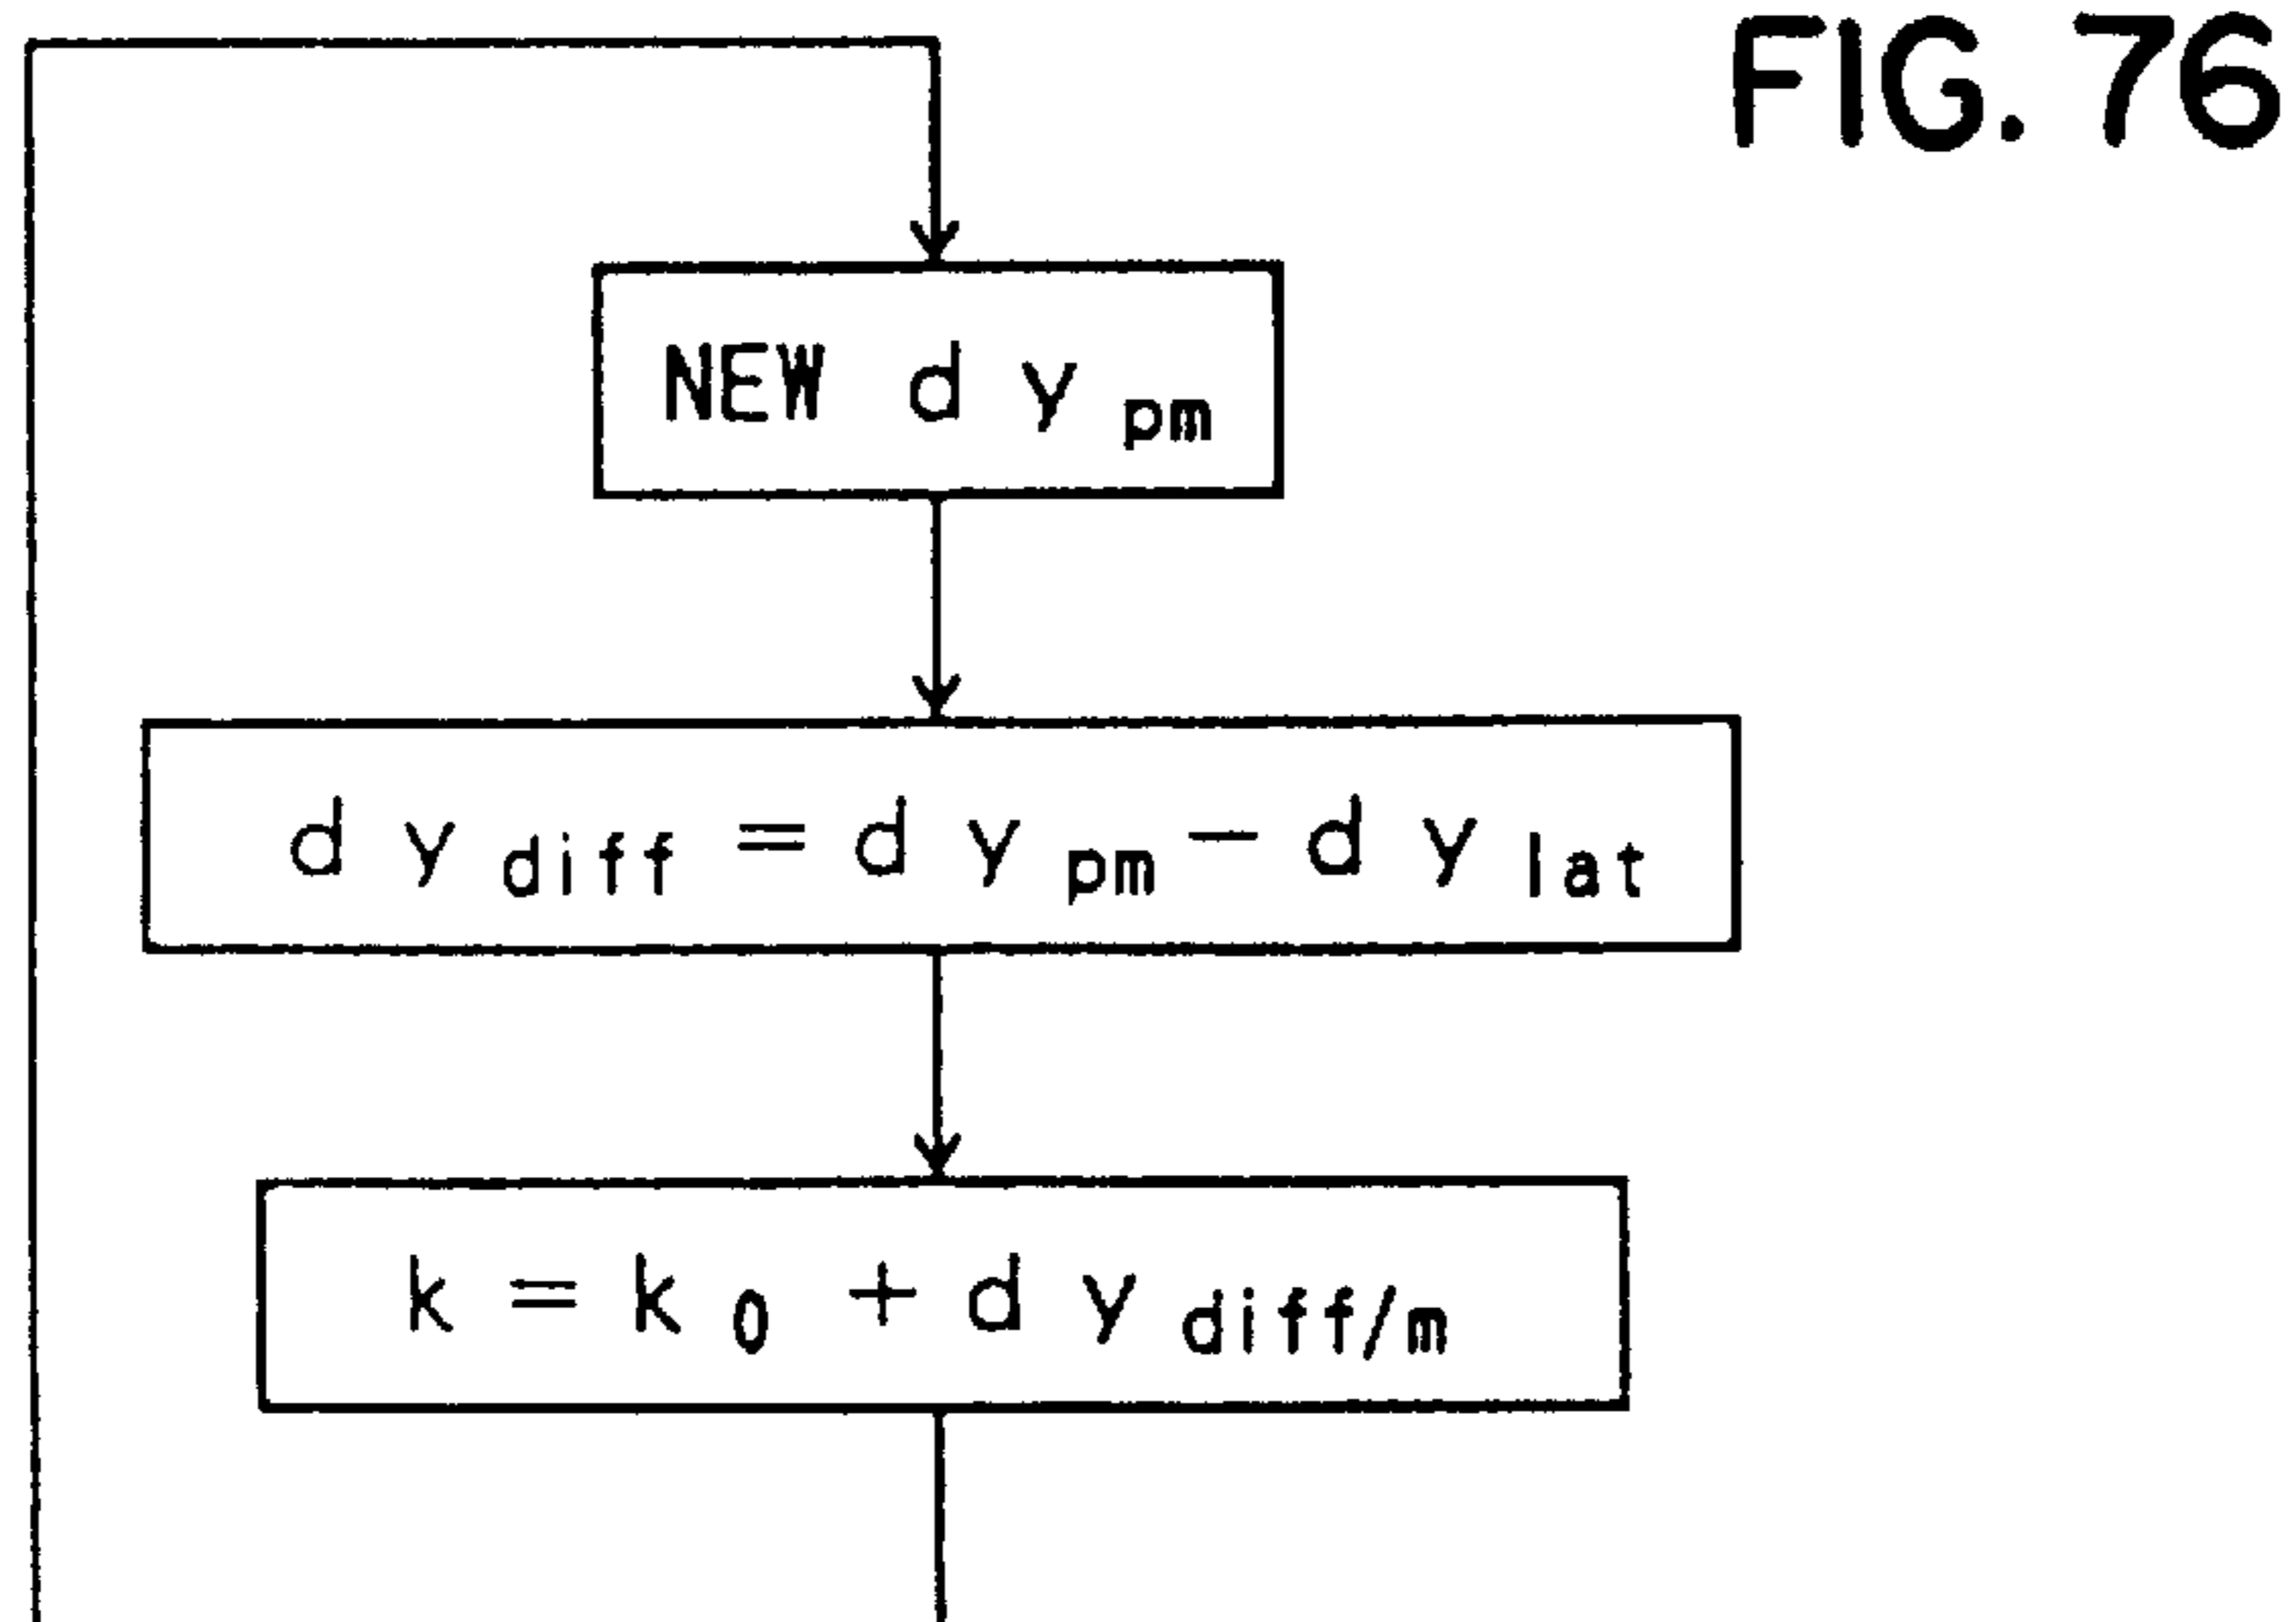 FIG. 76
NEW d y pm
d y diff = d y pm − d y lat
k = k 0 + d y diff/m